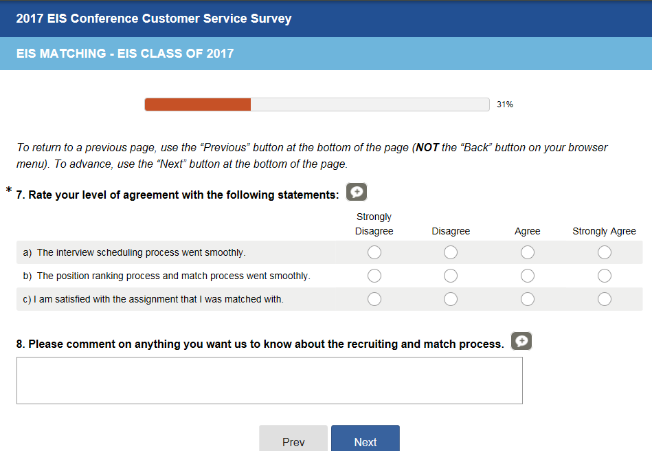 2017 EIS Conference Customer Service Survey
EIS MATCHING - EIS CLASS OF 2017
31%
To return to a previous page, use the “Previous” button at the bottom of the page (NOT the “Back” button on your browser
menu). To advance, use the “Next” button at the bottom of the page.
* 7. Rate your level of agreement with the following statements:
Strongly
Disagree Disagree Agree Strongly Agree
a) The interview scheduling process went smoothly.
b) The position ranking process and match process went smoothly.
c) I am satisfied with the assignment that I was matched with.
8. Please comment on anything you want us to know about the recruiting and match process.
Prev Next